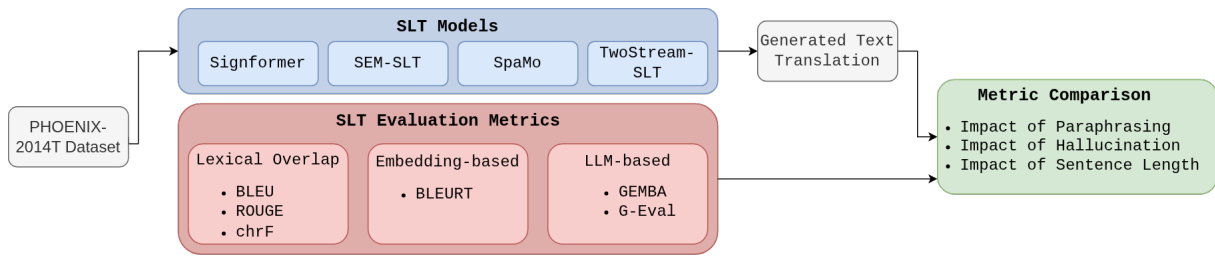 SLT Models
Signformer
SEM-SLT
SpaMo
TwoStream-
SLT
Generated Text
Translation
PHOENIX-
2014T Dataset
SLT Evaluation Metrics
Lexical Overlap
• BLEU
• ROUGE
• chrF
Embedding-based
• BLEURT
LLM-based
• GEMBA
• G-Eval
Metric Comparison
• Impact of Paraphrasing
• Impact of Hallucination
• Impact of Sentence Length